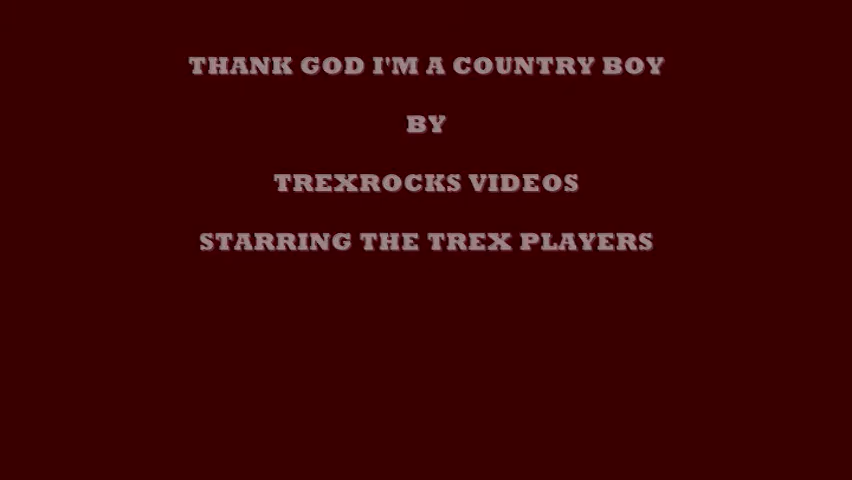 THANK GOD I'M A COUNTRY BOY
BY
TREXROCKS VIDEOS
STARRING THE TREX PLAYERS